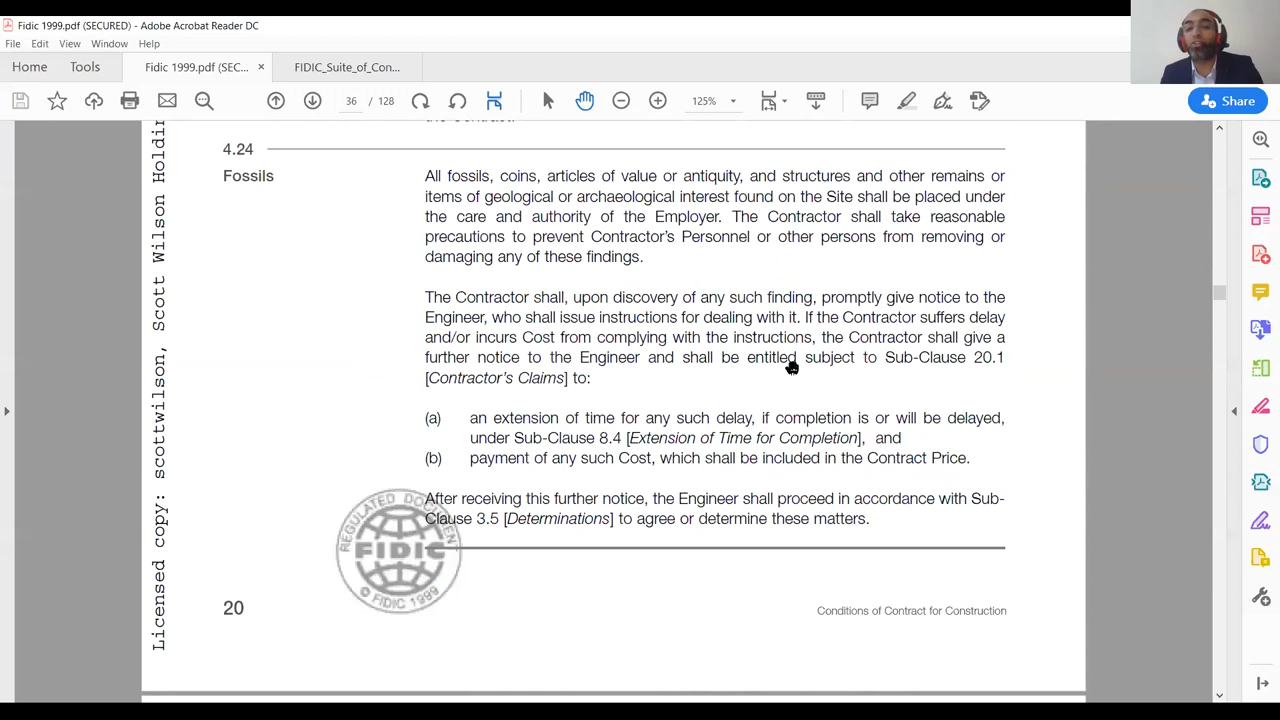 Fidic 1999.pdf (SECURED) - Adobe Acrobat Reader DC
File Edit View Window Help
Home Tools Fidic 1999.pdf (SEC... × FIDIC_Suite_of_Con...
36 / 128 125% Share
the Contract.
4.24
Fossils
All fossils, coins, articles of value or antiquity, and structures and other remains or
items of geological or archaeological interest found on the Site shall be placed under
the care and authority of the Employer. The Contractor shall take reasonable
precautions to prevent Contractor's Personnel or other persons from removing or
damaging any of these findings.
The Contractor shall, upon discovery of any such finding, promptly give notice to the
Engineer, who shall issue instructions for dealing with it. If the Contractor suffers delay
and/or incurs Cost from complying with the instructions, the Contractor shall give a
further notice to the Engineer and shall be entitled subject to Sub-Clause 20.1
[Contractor's Claims] to:
(a) an extension of time for any such delay, if completion is or will be delayed,
under Sub-Clause 8.4 [Extension of Time for Completion], and
(b) payment of any such Cost, which shall be included in the Contract Price.
After receiving this further notice, the Engineer shall proceed in accordance with Sub-
Clause 3.5 [Determinations] to agree or determine these matters.
REGULATED DOCUMENT
FIDIC
© FIDIC 1999
20
Conditions of Contract for Construction
Licensed copy: scottwilson, Scott Wilson Holdin